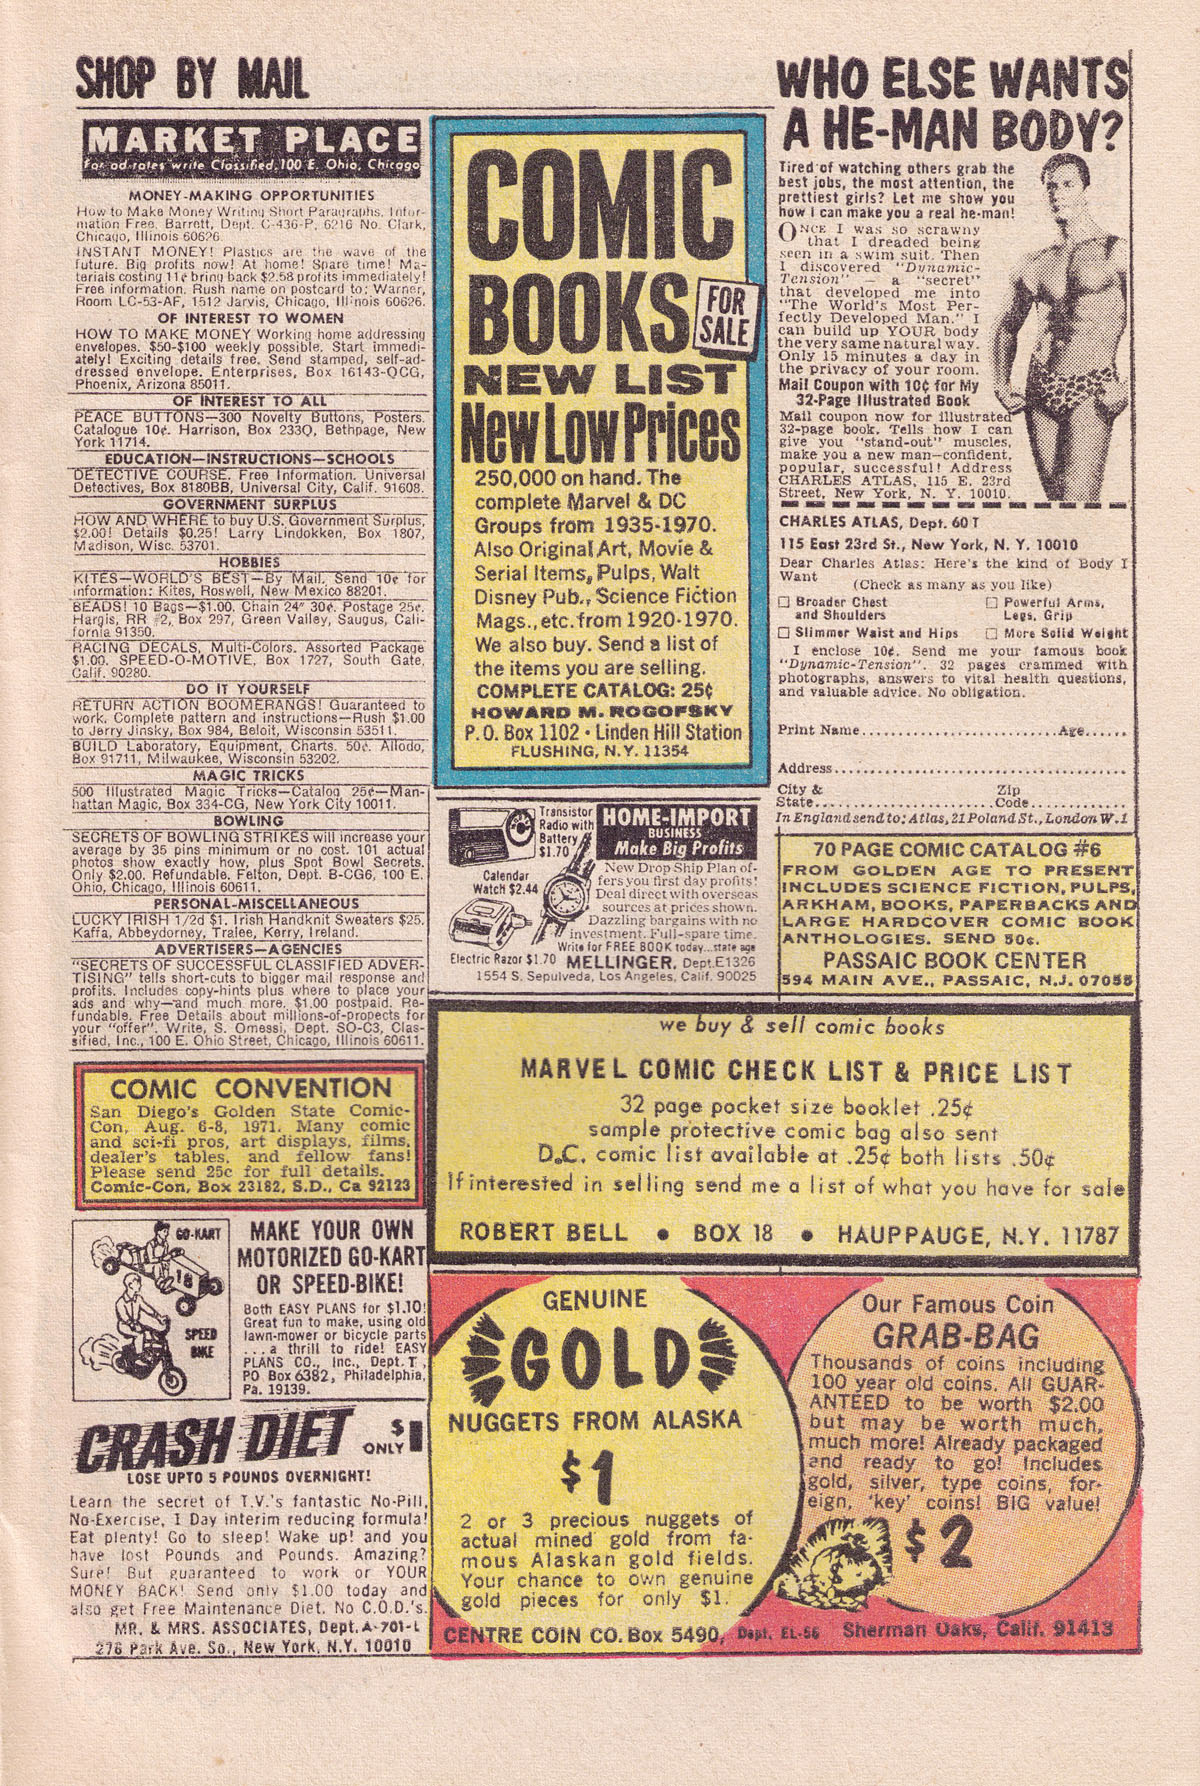 SHOP BY MAIL
MARKET PLACE
For ad rates write Classified, 100 E. Ohio, Chicago
MONEY-MAKING OPPORTUNITIES
How to Make Money Writing Short Paragraphs. Infor-
mation Free. Barrett, Dept. C-436-P, 6216 No. Clark,
Chicago, Illinois 60626.
INSTANT MONEY! Plastics are the wave of the
future. Big profits now! At home! Spare time! Ma-
terials costing 11¢ bring back $2.58 profits immediately!
Free information. Rush name on postcard to: Warner,
Room LC-53-AF, 1512 Jarvis, Chicago, Illinois 60626.
OF INTEREST TO WOMEN
HOW TO MAKE MONEY Working home addressing
envelopes. $50-$100 weekly possible. Start immedi-
ately! Exciting details free. Send stamped, self-ad-
dressed envelope. Enterprises, Box 16143-QCG,
Phoenix, Arizona 85011.
OF INTEREST TO ALL
PEACE BUTTONS—300 Novelty Buttons, Posters.
Catalogue 10¢. Harrison, Box 233Q, Bethpage, New
York 11714.
EDUCATION—INSTRUCTIONS—SCHOOLS
DETECTIVE COURSE. Free Information. Universal
Detectives, Box 8180BB, Universal City, Calif. 91608.
GOVERNMENT SURPLUS
HOW AND WHERE to buy U.S. Government Surplus,
$2.00! Details $0.25! Larry Lindokken, Box 1807,
Madison, Wisc. 53701.
HOBBIES
KITES—WORLD'S BEST—By Mail. Send 10¢ for
information: Kites, Roswell, New Mexico 88201.
BEADS! 10 Bags—$1.00. Chain 24" 30¢. Postage 25¢.
Hargis, RR #2, Box 297, Green Valley, Saugus, Cali-
fornia 91350.
RACING DECALS, Multi-Colors. Assorted Package
$1.00. SPEED-O-MOTIVE, Box 1727, South Gate,
Calif. 90280.
DO IT YOURSELF
RETURN ACTION BOOMERANGS! Guaranteed to
work. Complete pattern and instructions—Rush $1.00
to Jerry Jinsky, Box 984, Beloit, Wisconsin 53511.
BUILD Laboratory, Equipment, Charts. 50¢. Allodo,
Box 91711, Milwaukee, Wisconsin 53202.
MAGIC TRICKS
500 Illustrated Magic Tricks—Catalog 25¢—Man-
hattan Magic, Box 334-CG, New York City 10011.
BOWLING
SECRETS OF BOWLING STRIKES will increase your
average by 35 pins minimum or no cost. 101 actual
photos show exactly how, plus Spot Bowl Secrets.
Only $2.00. Refundable. Felton, Dept. B-CG6, 100 E.
Ohio, Chicago, Illinois 60611.
PERSONAL-MISCELLANEOUS
LUCKY IRISH 1/2d $1. Irish Handknit Sweaters $25.
Kaffa, Abbeydorney, Tralee, Kerry, Ireland.
ADVERTISERS—AGENCIES
"SECRETS OF SUCCESSFUL CLASSIFIED ADVER-
TISING" tells short-cuts to bigger mail response and
profits. Includes copy-hints plus where to place your
ads and why—and much more. $1.00 postpaid. Re-
fundable. Free Details about millions-of-propects for
your "offer". Write, S. Omessi, Dept. SO-C3, Clas-
sified, Inc., 100 E. Ohio Street, Chicago, Illinois 60611.
COMIC CONVENTION
San Diego's Golden State Comic-
Con, Aug. 6-8, 1971. Many comic
and sci-fi pros, art displays, films,
dealer's tables, and fellow fans!
Please send 25c for full details.
Comic-Con, Box 23182, S.D., Ca 92123
GO-KART
18
SPEED
BIKE
MAKE YOUR OWN
MOTORIZED GO-KART
OR SPEED-BIKE!
Both EASY PLANS for $1.10!
Great fun to make, using old
lawn-mower or bicycle parts
...a thrill to ride! EASY
PLANS CO., Inc., Dept. T,
PO Box 6382, Philadelphia,
Pa. 19139.
CRASH DIET $1
ONLY
LOSE UPTO 5 POUNDS OVERNIGHT!
Learn the secret of T.V.'s fantastic No-Pill,
No-Exercise, 1 Day interim reducing formula!
Eat plenty! Go to sleep! Wake up! and you
have lost Pounds and Pounds. Amazing?
Sure! But guaranteed to work or YOUR
MONEY BACK! Send only $1.00 today and
also get Free Maintenance Diet. No C.O.D.'s.
MR. & MRS. ASSOCIATES, Dept. A-701-L
276 Park Ave. So., New York, N.Y. 10010
COMIC
BOOKS
FOR
SALE
NEW LIST
New Low Prices
250,000 on hand. The
complete Marvel & DC
Groups from 1935-1970.
Also Original Art, Movie &
Serial Items, Pulps, Walt
Disney Pub., Science Fiction
Mags., etc. from 1920-1970.
We also buy. Send a list of
the items you are selling.
COMPLETE CATALOG: 25¢
HOWARD M. ROGOFSKY
P.O. Box 1102 • Linden Hill Station
FLUSHING, N.Y. 11354
Transistor
Radio with
Battery
$1.70
Calendar
Watch $2.44
Electric Razor $1.70
HOME-IMPORT
BUSINESS
Make Big Profits
New Drop Ship Plan of-
fers you first day profits!
Deal direct with overseas
sources at prices shown.
Dazzling bargains with no
investment. Full-spare time.
Write for FREE BOOK today...state age
MELLINGER, Dept. E1326
1554 S. Sepulveda, Los Angeles, Calif. 90025
WHO ELSE WANTS
A HE-MAN BODY?
Tired of watching others grab the
best jobs, the most attention, the
prettiest girls? Let me show you
how I can make you a real he-man!
ONCE I was so scrawny
that I dreaded being
seen in a swim suit. Then
I discovered "Dynamic-
Tension" — a "secret"
that developed me into
"The World's Most Per-
fectly Developed Man." I
can build up YOUR body
the very same natural way.
Only 15 minutes a day in
the privacy of your room.
Mail Coupon with 10¢ for My
32-Page Illustrated Book
Mail coupon now for illustrated
32-page book. Tells how I can
give you "stand-out" muscles,
make you a new man—confident,
popular, successful! Address
CHARLES ATLAS, 115 E. 23rd
Street, New York, N. Y. 10010.
CHARLES ATLAS, Dept. 60T
115 East 23rd St., New York, N. Y. 10010
Dear Charles Atlas: Here's the kind of Body I
Want
(Check as many as you like)
☐ Broader Chest and Shoulders
☐ Powerful Arms, Legs, Grip
☐ Slimmer Waist and Hips ☐ More Solid Weight
I enclose 10¢. Send me your famous book
"Dynamic-Tension". 32 pages crammed with
photographs, answers to vital health questions,
and valuable advice. No obligation.
Print Name..............................Age......
Address..........................................
City &
State......................
Zip
Code..............
In England send to: Atlas, 21 Poland St., London W.1
70 PAGE COMIC CATALOG #6
FROM GOLDEN AGE TO PRESENT
INCLUDES SCIENCE FICTION, PULPS,
ARKHAM, BOOKS, PAPERBACKS AND
LARGE HARDCOVER COMIC BOOK
ANTHOLOGIES. SEND 50¢.
PASSAIC BOOK CENTER
594 MAIN AVE., PASSAIC, N.J. 07055
we buy & sell comic books
MARVEL COMIC CHECK LIST & PRICE LIST
32 page pocket size booklet .25¢
sample protective comic bag also sent
D.C. comic list available at .25¢ both lists .50¢
If interested in selling send me a list of what you have for sale
ROBERT BELL • BOX 18 • HAUPPAUGE, N.Y. 11787
GENUINE
GOLD
NUGGETS FROM ALASKA
$1
2 or 3 precious nuggets of
actual mined gold from fa-
mous Alaskan gold fields.
Your chance to own genuine
gold pieces for only $1.
Our Famous Coin
GRAB-BAG
Thousands of coins including
100 year old coins. All GUAR-
ANTEED to be worth $2.00
but may be worth much,
much more! Already packaged
and ready to go! Includes
gold, silver, type coins, for-
eign, 'key' coins! BIG value!
$2
CENTRE COIN CO. Box 5490, Dept. EL-56 Sherman Oaks, Calif. 91413